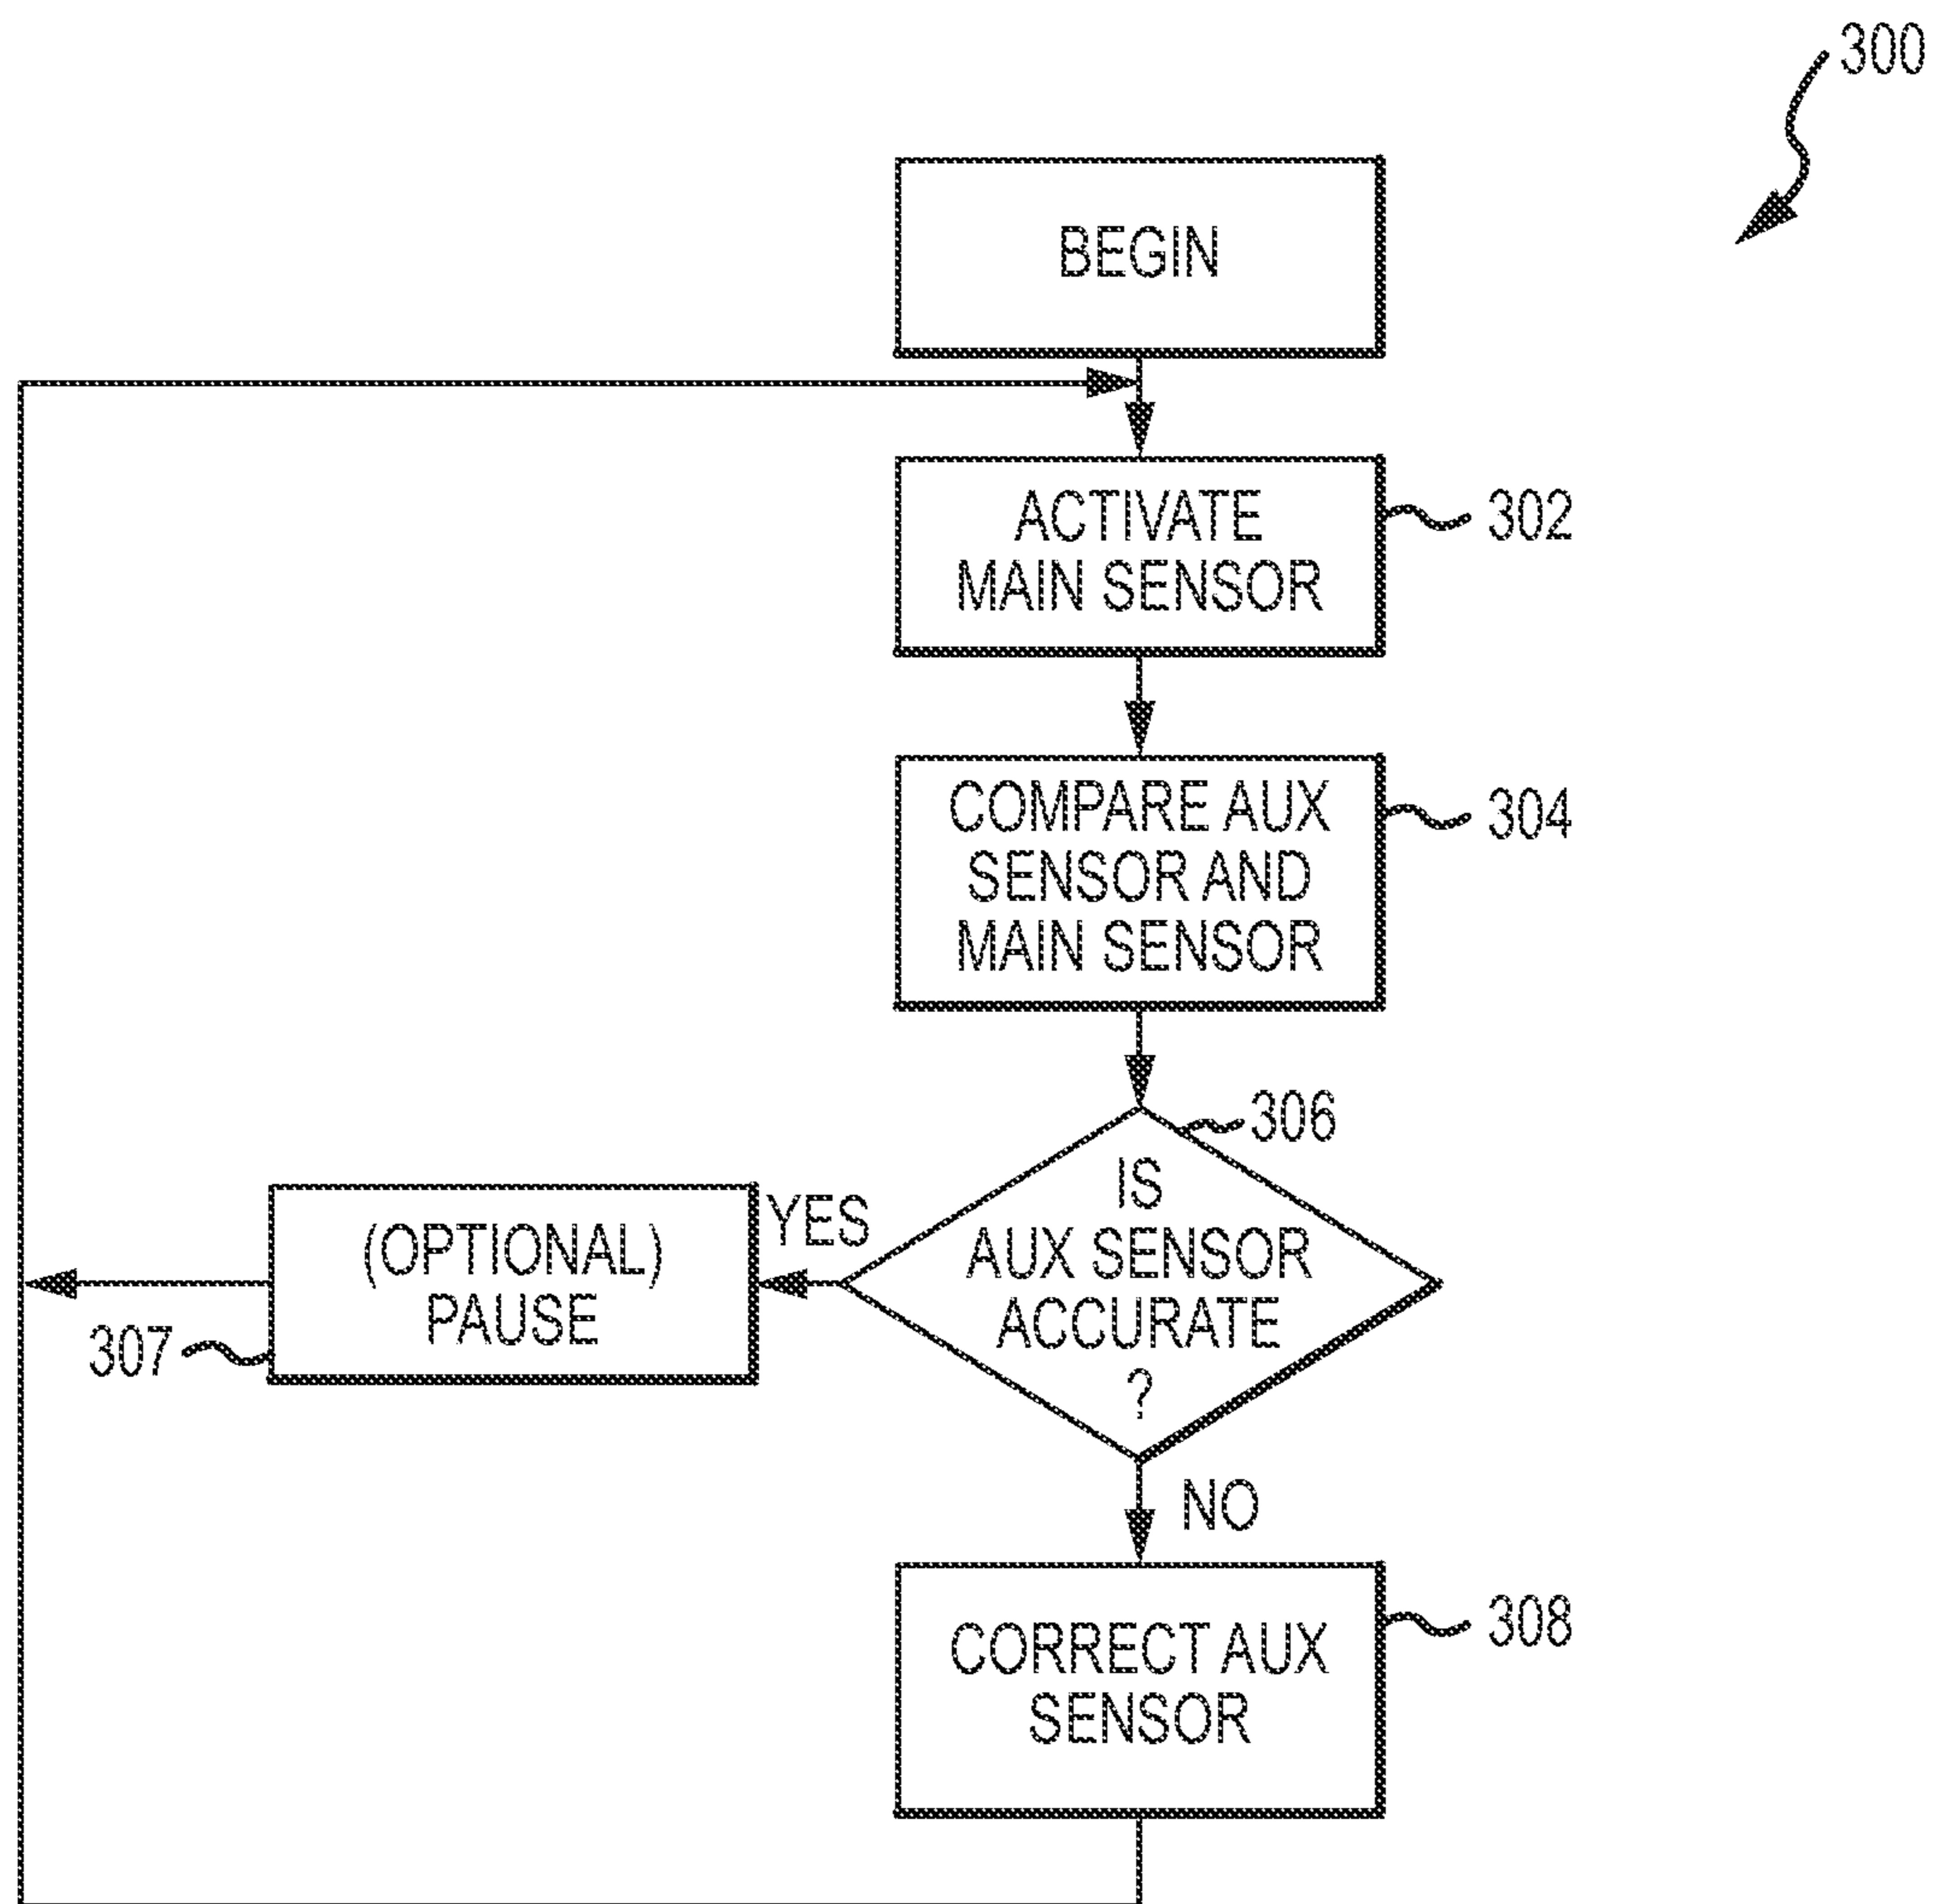 300
BEGIN
ACTIVATE
MAIN SENSOR
302
COMPARE AUX
SENSOR AND
MAIN SENSOR
304
306
IS
AUX SENSOR
ACCURATE
?
YES
(OPTIONAL)
PAUSE
307
NO
CORRECT AUX
SENSOR
308